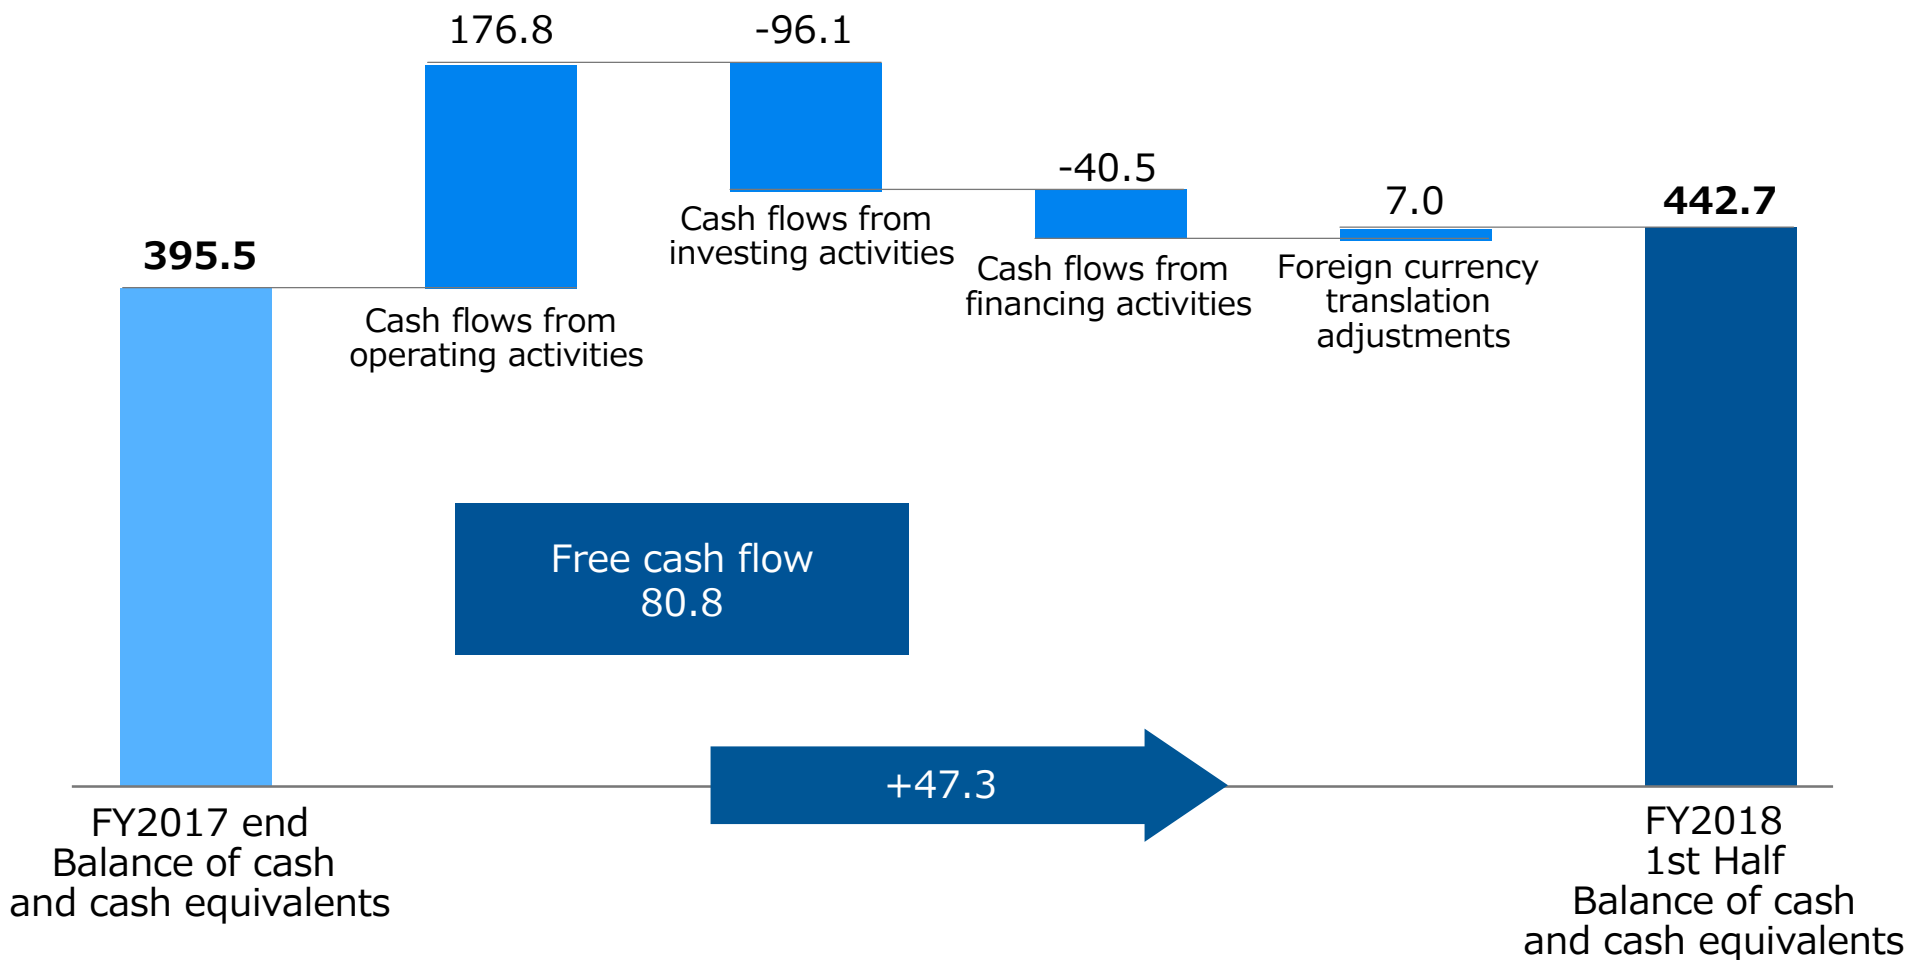 176.8
-96.1
-40.5
7.0
442.7
395.5
Cash flows from
operating activities
Cash flows from
investing activities
Cash flows from
financing activities
Foreign currency
translation
adjustments
Free cash flow
80.8
+47.3
FY2017 end
Balance of cash
and cash equivalents
FY2018
1st Half
Balance of cash
and cash equivalents